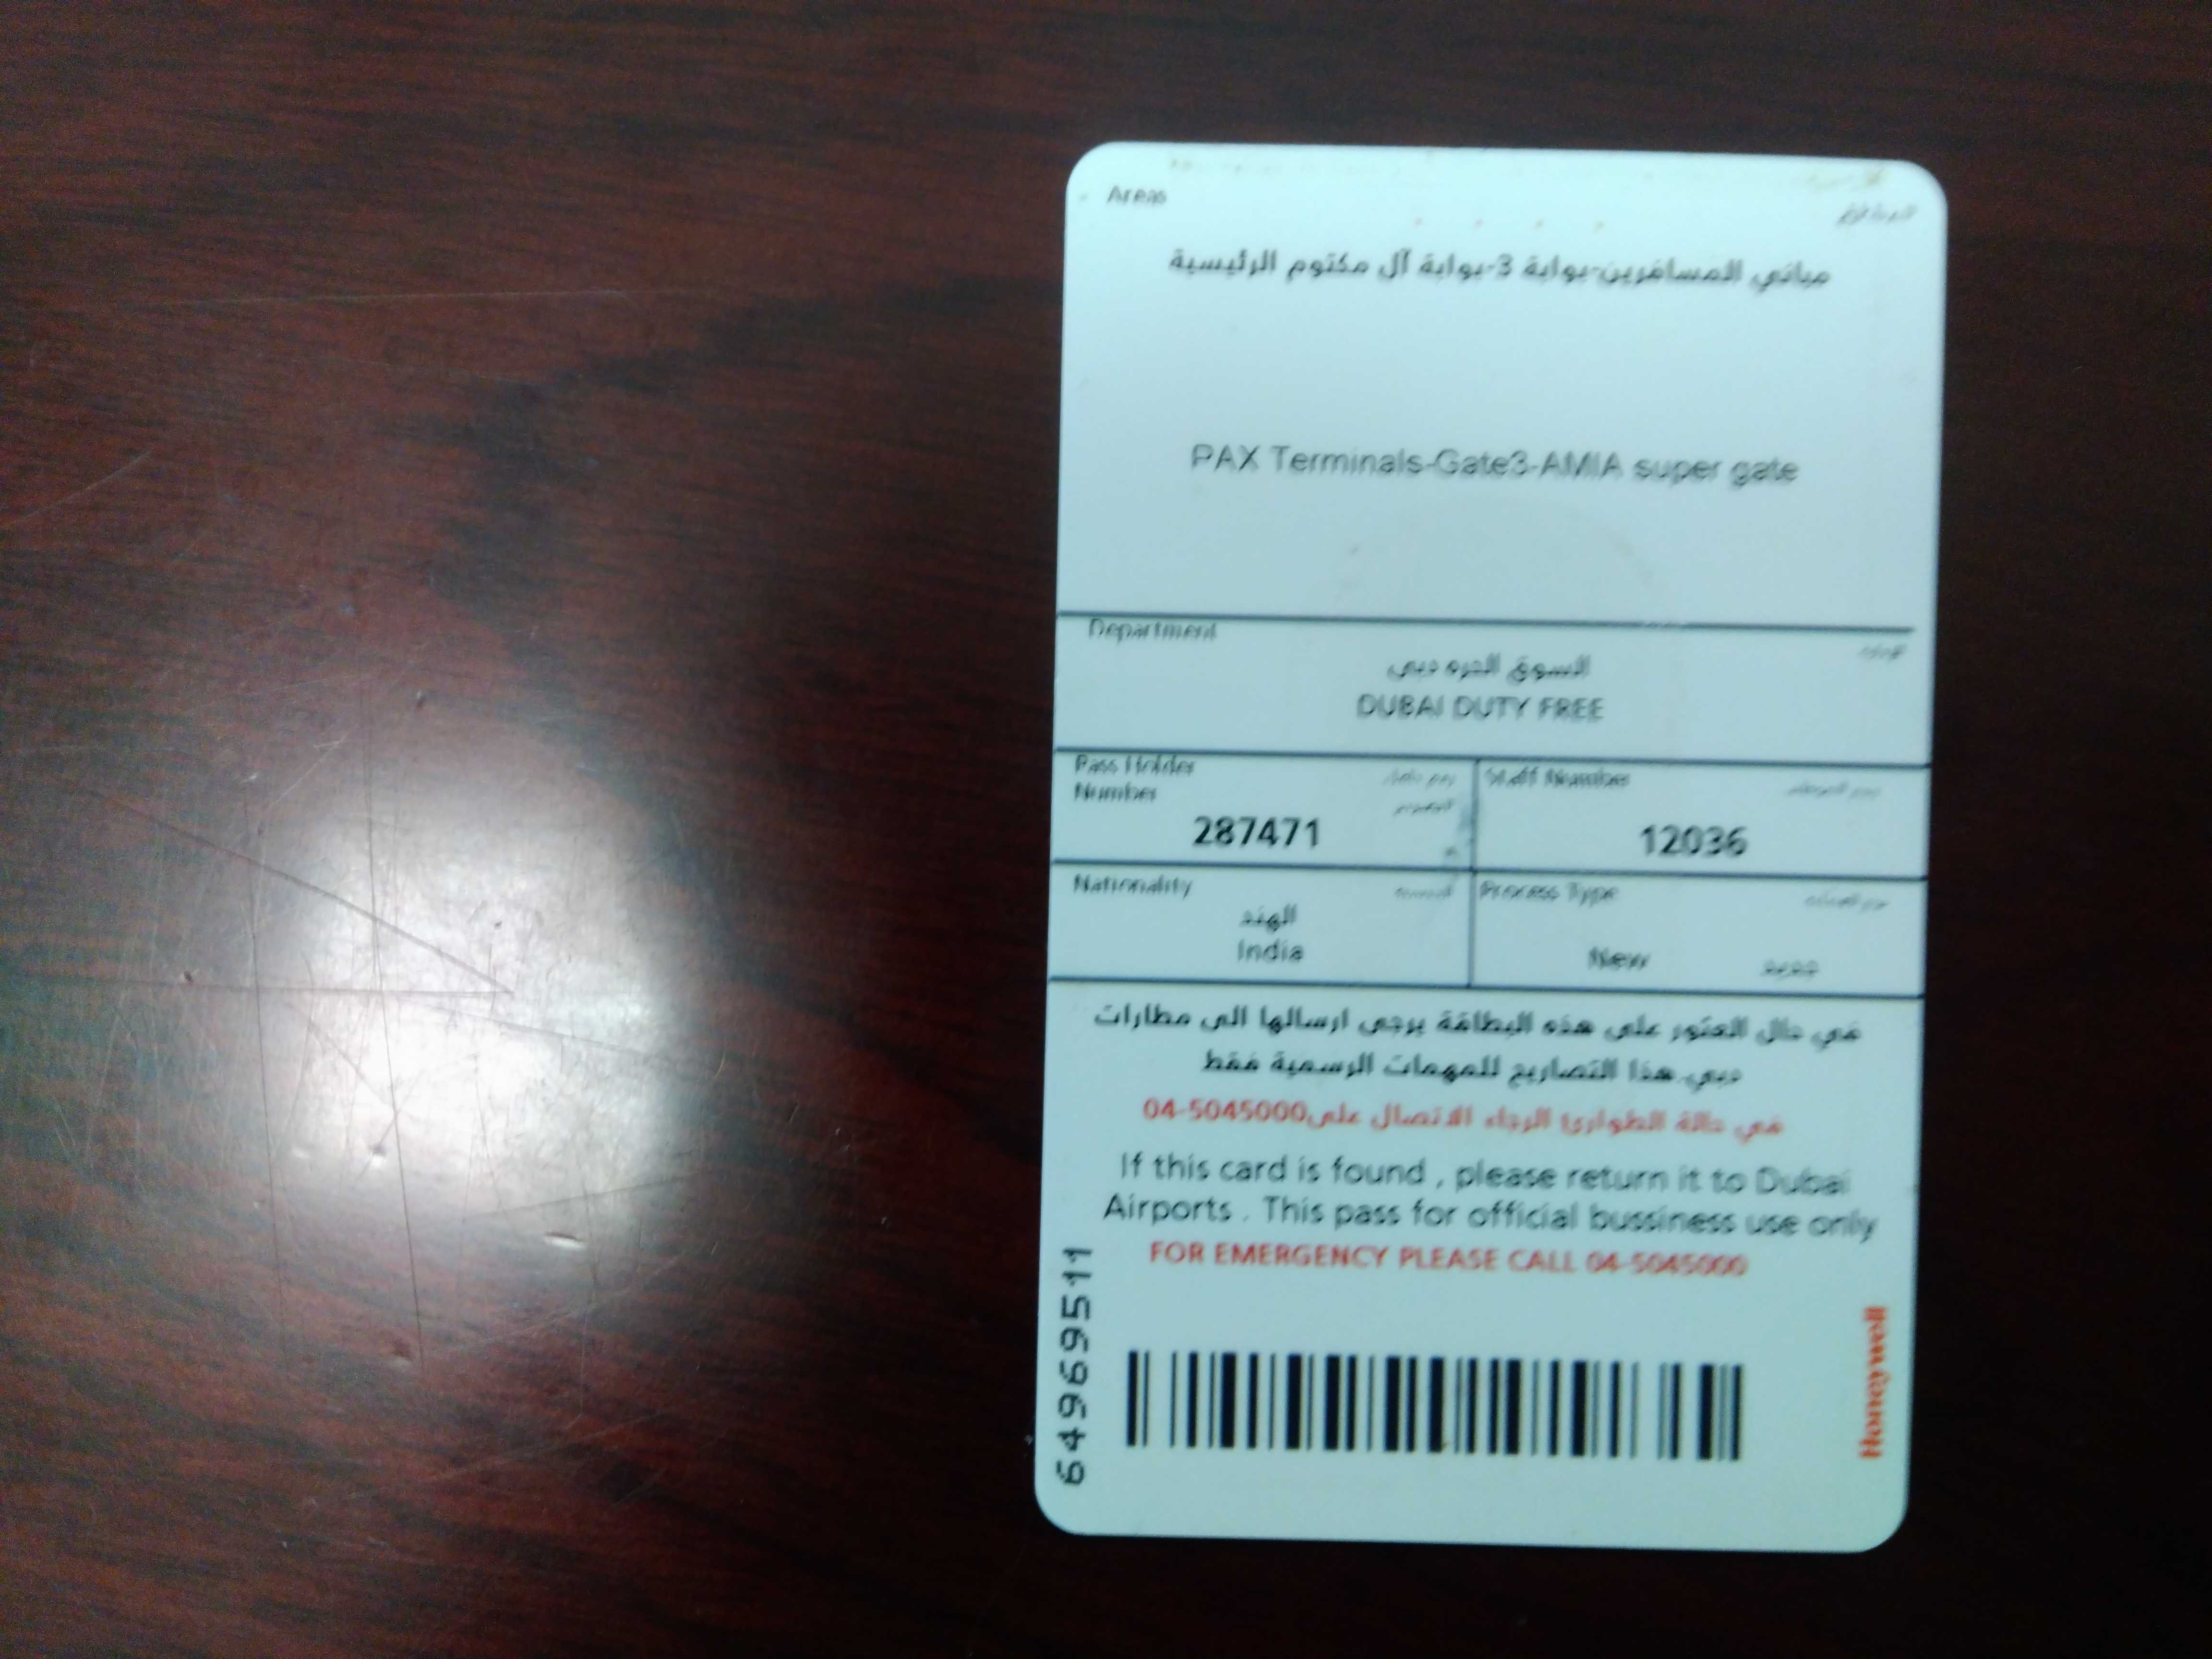 Areas
المناطق
مباني المسافرين-بوابة 3-بوابة آل مكتوم الرئيسية
PAX Terminals-Gate3-AMIA super gate
Department
السوق الحره دبي
DUBAI DUTY FREE
Pass Holder
Number
287471
Staff Number
12036
Nationality
الهند
India
Process Type
New جديد
في حال العثور على هذه البطاقة يرجى ارسالها الى مطارات
دبي هذا التصاريح للمهمات الرسمية فقط
في حالة الطوارئ الرجاء الاتصال على04-5045000
If this card is found , please return it to Dubai
Airports . This pass for official bussiness use only
FOR EMERGENCY PLEASE CALL 04-5045000
64969511
Honeywell